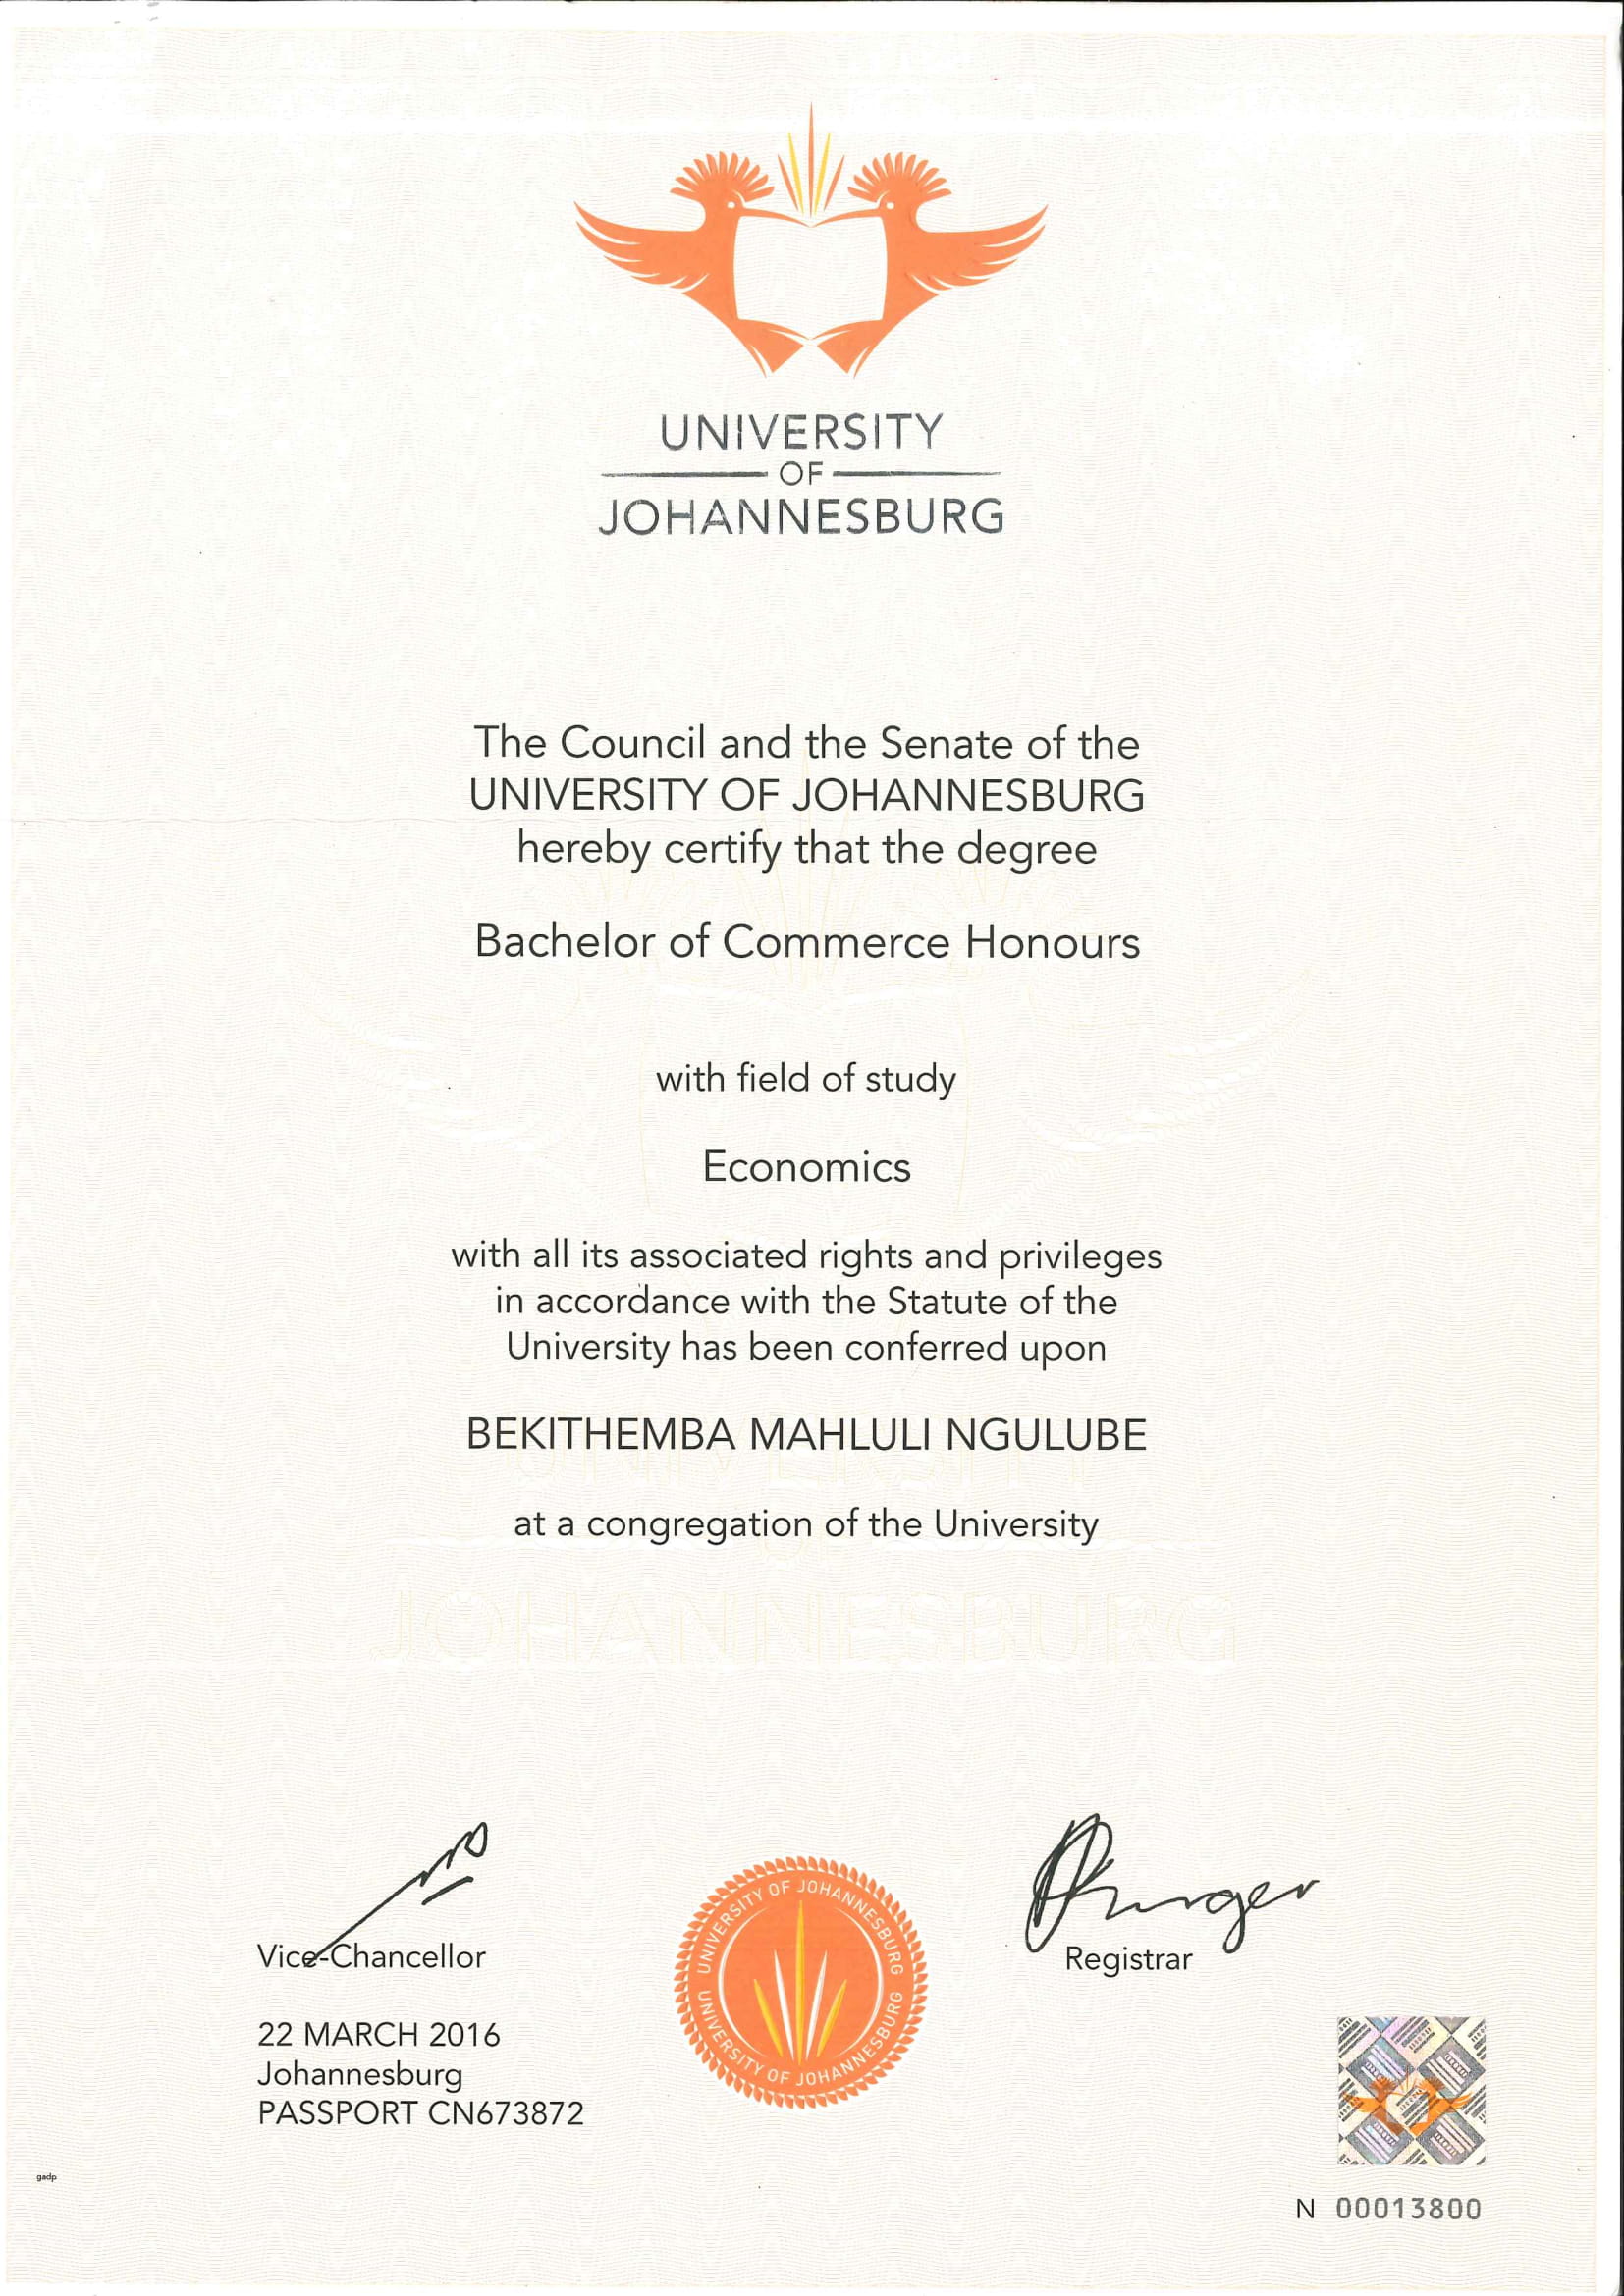 UNIVERSITY
OF
JOHANNESBURG
The Council and the Senate of the
UNIVERSITY OF JOHANNESBURG
hereby certify that the degree
Bachelor of Commerce Honours
with field of study
Economics
with all its associated rights and privileges
in accordance with the Statute of the
University has been conferred upon
BEKITHEMBA MAHLULI NGULUBE
UNIVERSITY
at a congregation of the University
JOHANNESBURG
Vice-Chancellor
Registrar
UNIVERSITY OF JOHANNESBURG
UNIVERSITY OF JOHANNESBURG
22 MARCH 2016
Johannesburg
PASSPORT CN673872
gadp
N 00013800